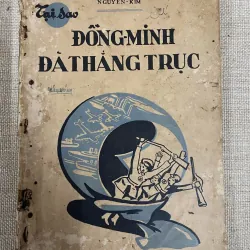 NGUYỄN-KIM
Tại sao
ĐỒNG-MINH
ĐÃ THẮNG TRỤC